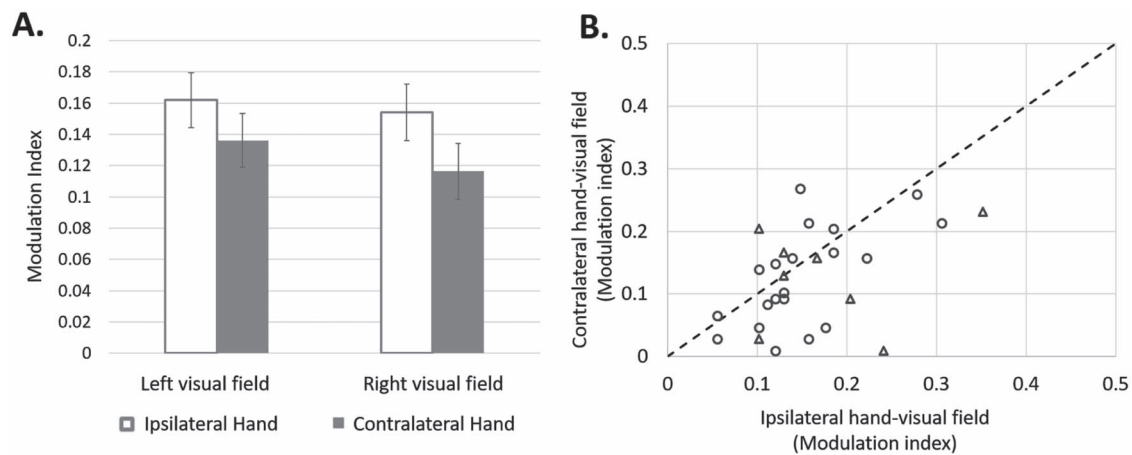 A.
0.2
0.18
0.16
0.14
0.12
0.1
0.08
0.06
0.04
0.02
0
Modulation Index
Left visual field
Right visual field
Ipsilateral Hand
Contralateral Hand
B.
0.5
0.4
0.3
0.2
0.1
0
Contralateral hand-visual field
(Modulation index)
0 0.1 0.2 0.3 0.4 0.5
Ipsilateral hand-visual field
(Modulation index)